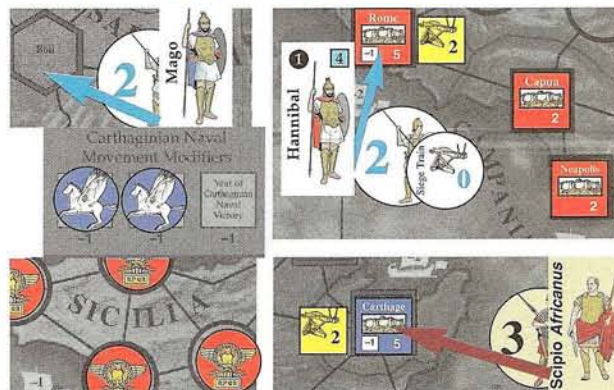 SA
Boii
2
Mago
Carthaginian Naval
Movement Modifiers
Year of
Carthaginian
Naval
Victory
-1
-1
-1
SICILIA
-1
Rome
-1
5
2
1
4
Hannibal
2
Siege Train
0
Capua
2
Neapolis
2
MPANI
2
Carthage
-1
5
3
Scipio Africanus